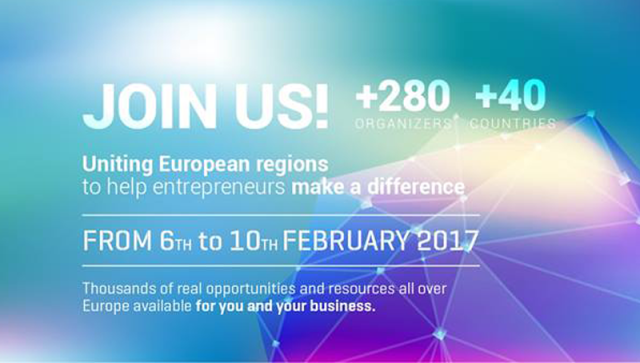 JOIN US!
+280 +40
ORGANIZERS COUNTRIES
Uniting European regions
to help entrepreneurs make a difference
FROM 6TH to 10TH FEBRUARY 2017
Thousands of real opportunities and resources all over
Europe available for you and your business.